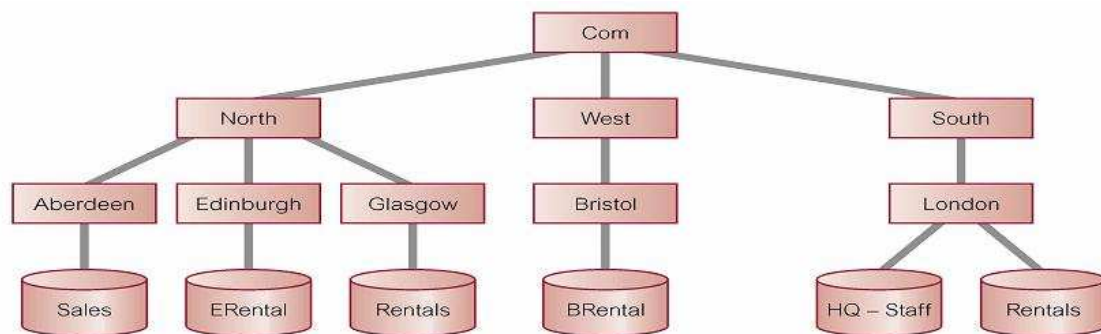 Com
North
West
South
Aberdeen
Edinburgh
Glasgow
Bristol
London
Sales
ERental
Rentals
BRental
HQ – Staff
Rentals